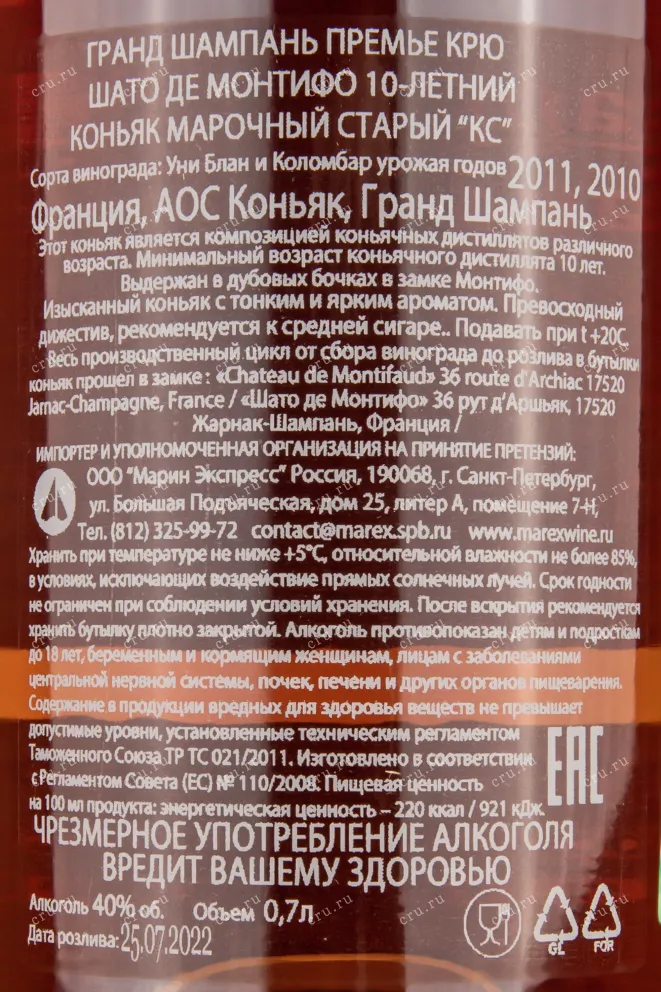 ГРАНД ШАМПАНЬ ПРЕМЬЕ КРЮ
ШАТО ДЕ МОНТИФО 10-ЛЕТНИЙ
КОНЬЯК МАРОЧНЫЙ СТАРЫЙ "КС"
Сорта винограда: Уни Блан и Коломбар урожая годов 2011, 2010
Франция, АОС Коньяк, Гранд Шампань
Этот коньяк является композицией коньячных дистиллятов различного
возраста. Минимальный возраст коньячного дистиллята 10 лет.
Выдержан в дубовых бочках в замке Монтифо.
Изысканный коньяк с тонким и ярким ароматом. Превосходный
дижестив, рекомендуется к средней сигаре.. Подавать при t +20С
Весь производственный цикл от сбора винограда до розлива в бутылки
коньяк прошел в замке : «Chateau de Montifaud» 36 route d'Archiac 17520
Jarnac-Champagne, France / «Шато де Монтифо» 36 рут д'Аршьяк, 17520
Жарнак-Шампань, Франция /
ИМПОРТЕР И УПОЛНОМОЧЕННАЯ ОРГАНИЗАЦИЯ НА ПРИНЯТИЕ ПРЕТЕНЗИЙ:
ООО "Марин Экспресс" Россия, 190068, г. Санкт-Петербург,
ул. Большая Подъяческая, дом 25, литер А, помещение 7-Н,
Тел. (812) 325-99-72 contact@marex.spb.ru www.marexwine.ru
Хранить при температуре не ниже +5°С, относительной влажности не более 85%,
в условиях, исключающих воздействие прямых солнечных лучей. Срок годности
не ограничен при соблюдении условий хранения. После вскрытия рекомендуется
хранить бутылку плотно закрытой. Алкоголь противопоказан детям и подросткам
до 18 лет, беременным и кормящим женщинам, лицам с заболеваниями
центральной нервной системы, почек, печени и других органов пищеварения.
Содержание в продукции вредных для здоровья веществ не превышает
допустимые уровни, установленные техническим регламентом
Таможенного Союза ТР ТС 021/2011. Изготовлено в соответствии
с Регламентом Совета (ЕС) № 110/2008. Пищевая ценность
на 100 мл продукта: энергетическая ценность – 220 ккал / 921 кДж.
EAC
ЧРЕЗМЕРНОЕ УПОТРЕБЛЕНИЕ АЛКОГОЛЯ
ВРЕДИТ ВАШЕМУ ЗДОРОВЬЮ
Алкоголь 40% об. Объем 0,7л
Дата розлива: 25.07.2022
GL FOR
cru.ru